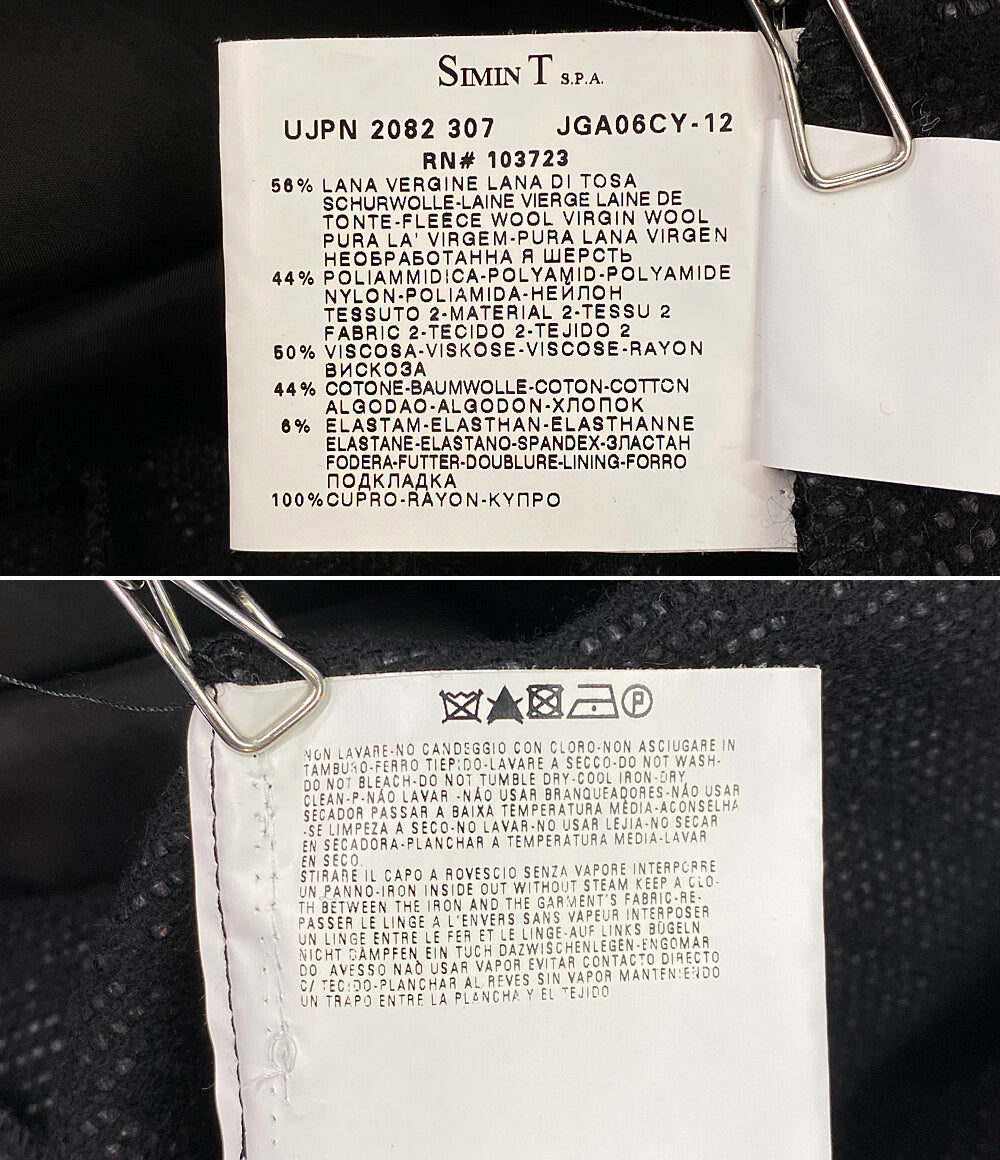 SIMIN T S.P.A.
UJPN 2082 307 JGA06CY-12
RN# 103723
56% LANA VERGINE LANA DI TOSA
SCHURWOLLE-LAINE VIERGE LAINE DE
TONTE-FLEECE WOOL VIRGIN WOOL
PURA LA' VIRGEM-PURA LANA VIRGEN
НЕОБРАБОТАННА Я ШЕРСТЬ
44% POLIAMMIDICA-POLYAMID-POLYAMIDE
NYLON-POLIAMIDA-НЕЙЛОН
TESSUTO 2-MATERIAL 2-TESSU 2
FABRIC 2-TECIDO 2-TEJIDO 2
50% VISCOSA-VISKOSE-VISCOSE-RAYON
ВИСКОЗА
44% COTONE-BAUMWOLLE-COTON-COTTON
ALGODAO-ALGODON-ХЛОПОК
6% ELASTAM-ELASTHAN-ELASTHANNE
ELASTANE-ELASTANO-SPANDEX-ЗЛАСТАН
FODERA-FUTTER-DOUBLURE-LINING-FORRO
ПОДКЛАДКА
100% CUPRO-RAYON-КУПРО
P
NON LAVARE-NO CANDEGGIO CON CLORO-NON ASCIUGARE IN
TAMBURO-FERRO TIEPIDO-LAVARE A SECCO-DO NOT WASH-
DO NOT BLEACH-DO NOT TUMBLE DRY-COOL IRON-DRY
CLEAN-P-NÃO LAVAR -NÃO USAR BRANQUEADORES-NÃO USAR
SECADOR PASSAR A BAIXA TEMPERATURA MÉDIA-ACONSELHA
-SE LIMPEZA A SECO-NO LAVAR-NO USAR LEJIA-NO SECAR
EN SECADORA-PLANCHAR A TEMPERATURA MEDIA-LAVAR
EN SECO.
STIRARE IL CAPO A ROVESCIO SENZA VAPORE INTERPORRE
UN PANNO-IRON INSIDE OUT WITHOUT STEAM KEEP A CLO-
TH BETWEEN THE IRON AND THE GARMENT'S FABRIC-RE-
PASSER LE LINGE A L'ENVERS SANS VAPEUR INTERPOSER
UN LINGE ENTRE LE FER ET LE LINGE-AUF LINKS BÜGELN
NICHT DÄMPFEN EIN TUCH DAZWISCHENLEGEN-ENGOMAR
DO AVESSO NAO USAR VAPOR EVITAR CONTACTO DIRECTO
C/ TECIDO-PLANCHAR AL REVES SIN VAPOR MANTENIENDO
UN TRAPO ENTRE LA PLANCHA Y EL TEJIDO